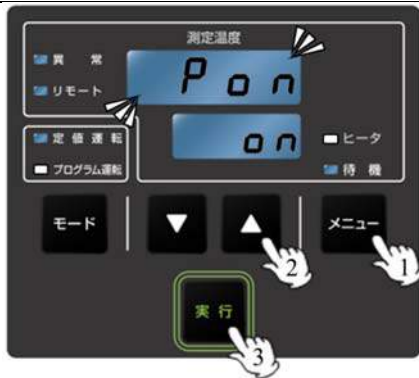 測定温度
異常
リモート
Pon
定値運転
プログラム運転
on
ヒータ
待機
モード
▼
▲
メニュー
1
2
実行
3